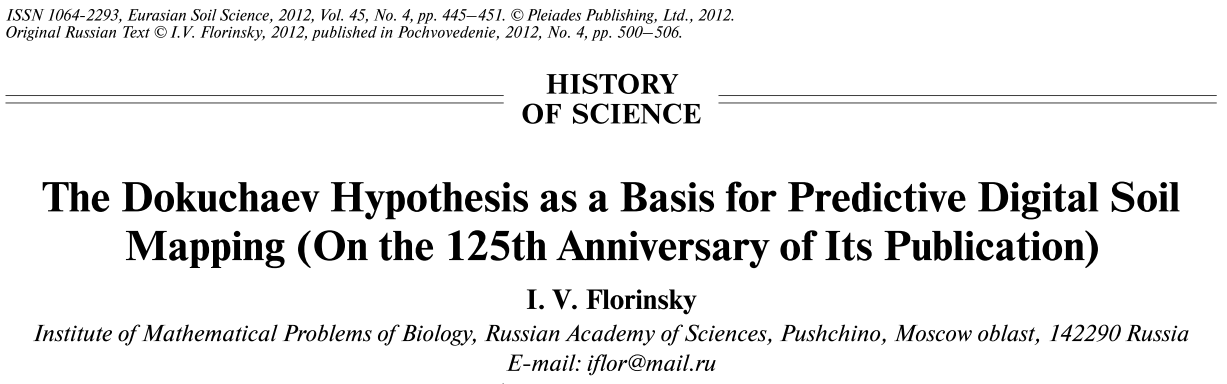 ISSN 1064-2293, Eurasian Soil Science, 2012, Vol. 45, No. 4, pp. 445–451. © Pleiades Publishing, Ltd., 2012.
Original Russian Text © I.V. Florinsky, 2012, published in Pochvovedenie, 2012, No. 4, pp. 500–506.
HISTORY
OF SCIENCE
The Dokuchaev Hypothesis as a Basis for Predictive Digital Soil
Mapping (On the 125th Anniversary of Its Publication)
I. V. Florinsky
Institute of Mathematical Problems of Biology, Russian Academy of Sciences, Pushchino, Moscow oblast, 142290 Russia
E-mail: iflor@mail.ru